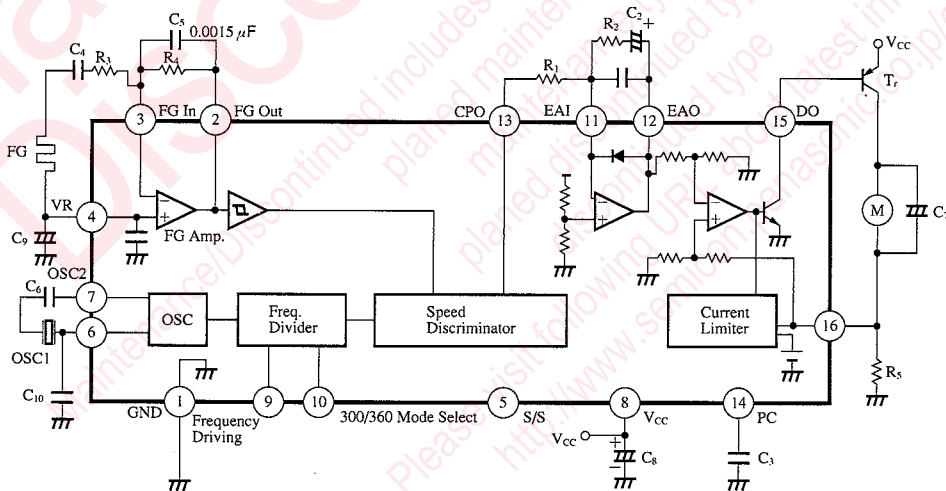 C5
0.0015 μF
C4
R3
R4
3
FG In
2
FG Out
FG
VR
4
FG Amp.
C9
OSC2
7
C6
6
OSC1
C10
OSC
Freq.
Divider
Speed
Discriminator
CPO
13
R1
R2
C2
+
EAI
11
EAO
12
15
DO
VCC
Tr
M
Current
Limiter
16
R5
GND
1
Frequency
Driving
9
10
300/360 Mode Select
5
S/S
8
VCC
VCC
+
−
C8
14
PC
C3
−
+
−
+
−
+